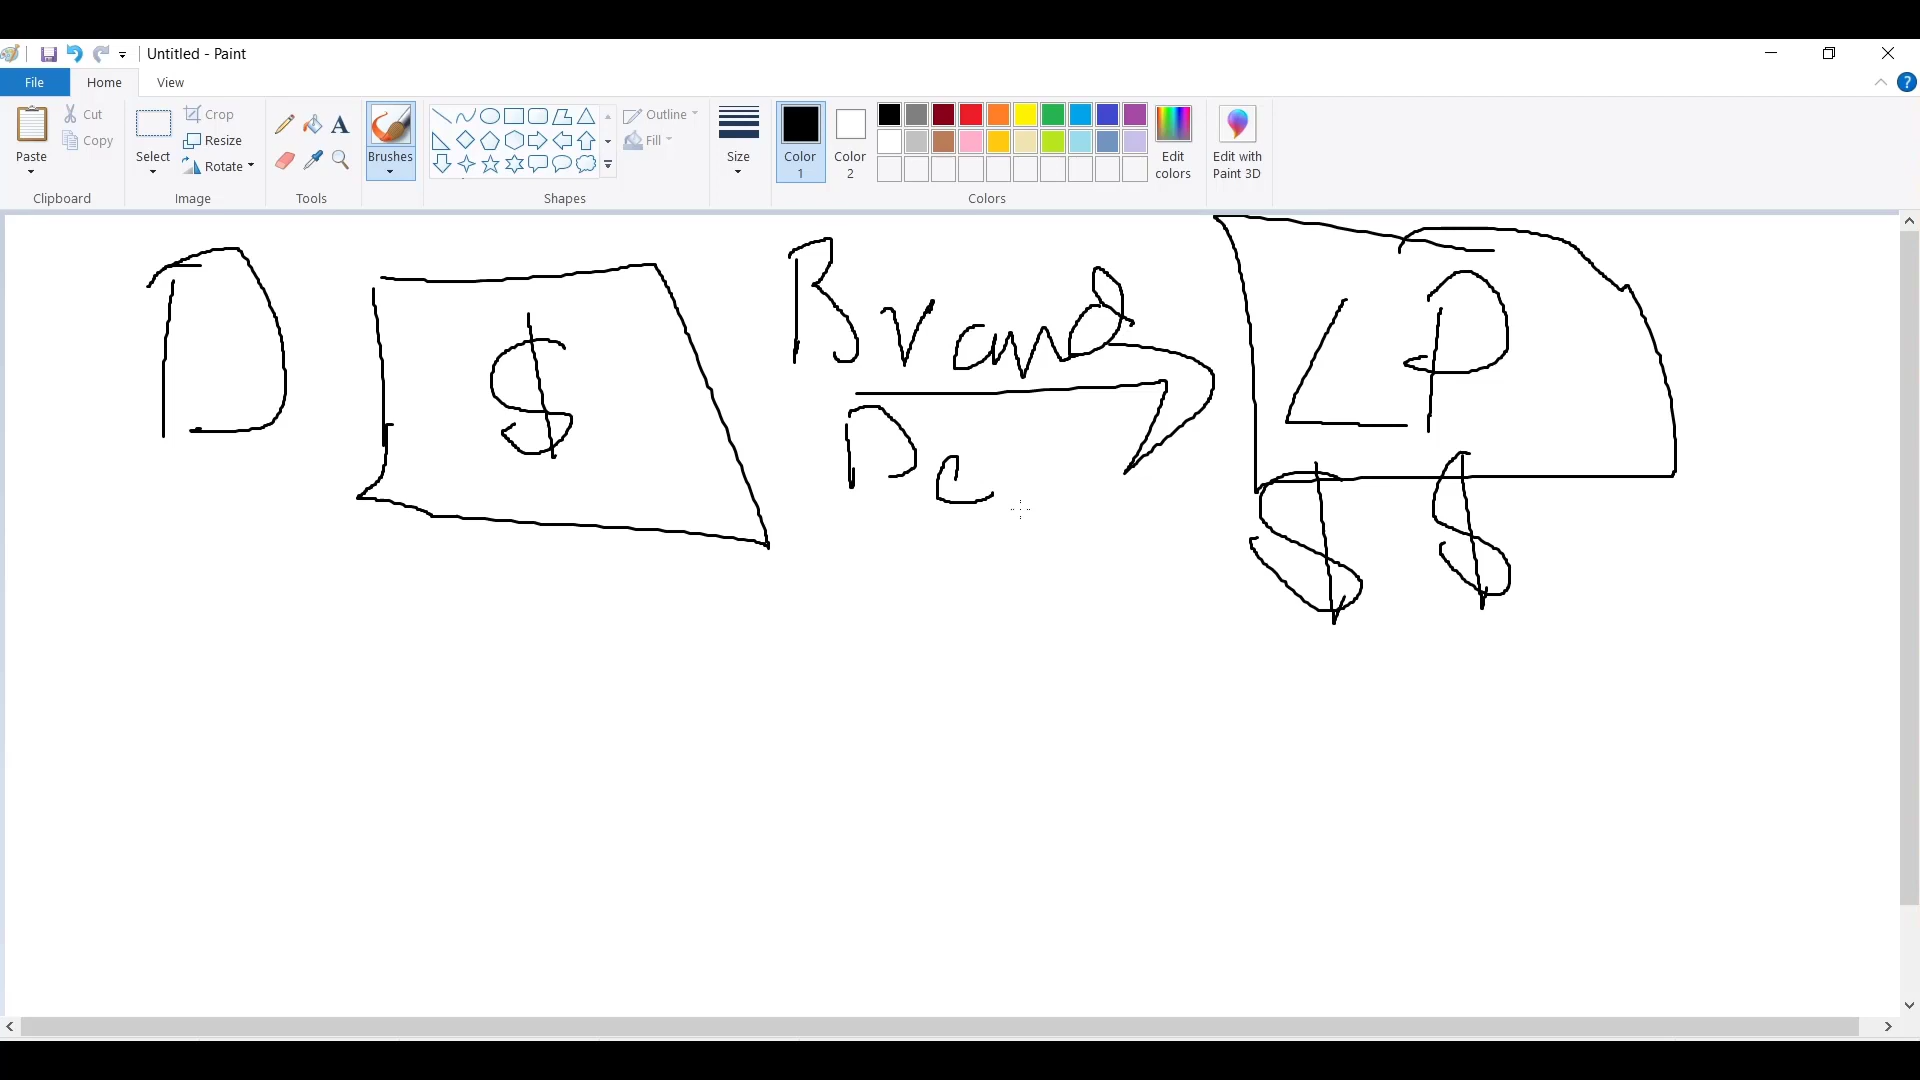 Untitled - Paint
File Home View
Paste
Cut
Copy
Clipboard
Select
Crop
Resize
Rotate
Image
Tools
Brushes
Outline
Fill
Shapes
Size
Color 1
Color 2
Edit colors
Colors
Edit with Paint 3D
D
$
Brand
De
LP
$ $